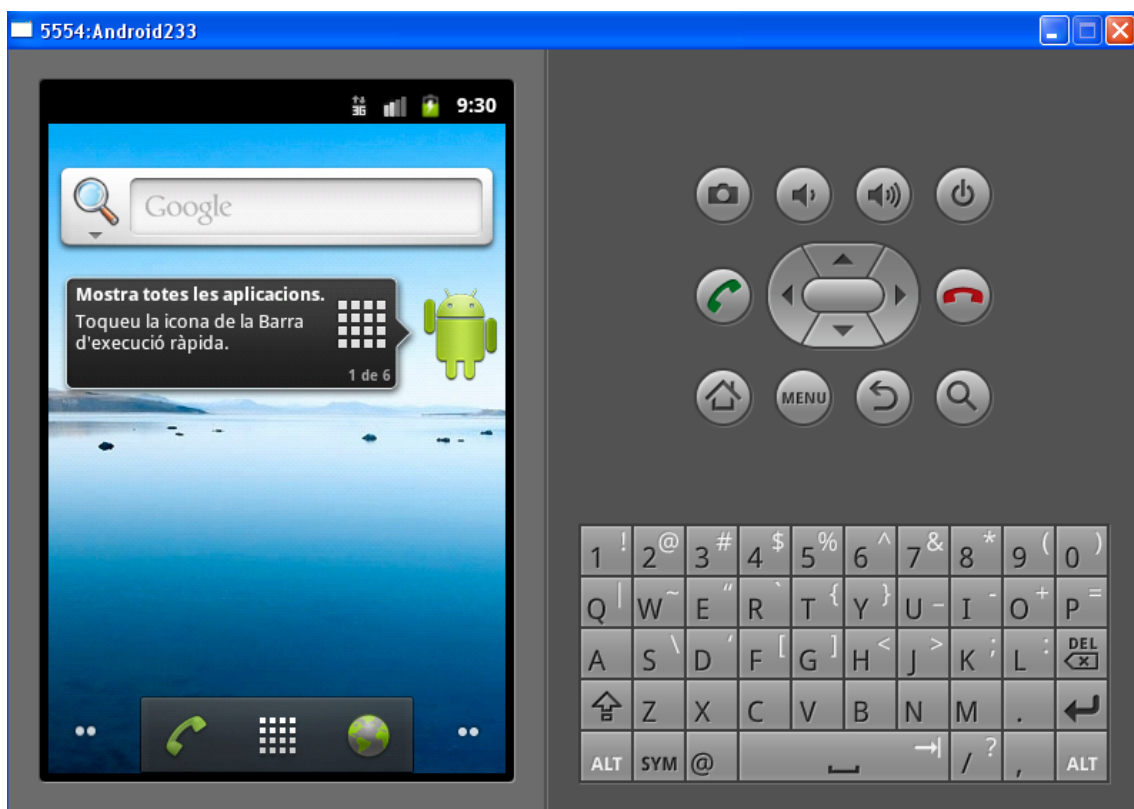 5554:Android233
3G 9:30
Google
Mostra totes les aplicacions.
Toqueu la icona de la Barra
d'execució ràpida.
1 de 6
MENU
1 ! 2 @ 3 # 4 $ 5 % 6 ^ 7 & 8 * 9 ( 0 )
Q | W ~ E “ R ` T { Y } U _ I - O + P =
A S \ D ‘ F [ G ] H < J > K ; L : DEL
Z X C V B N M .
ALT SYM @ / ? , ALT